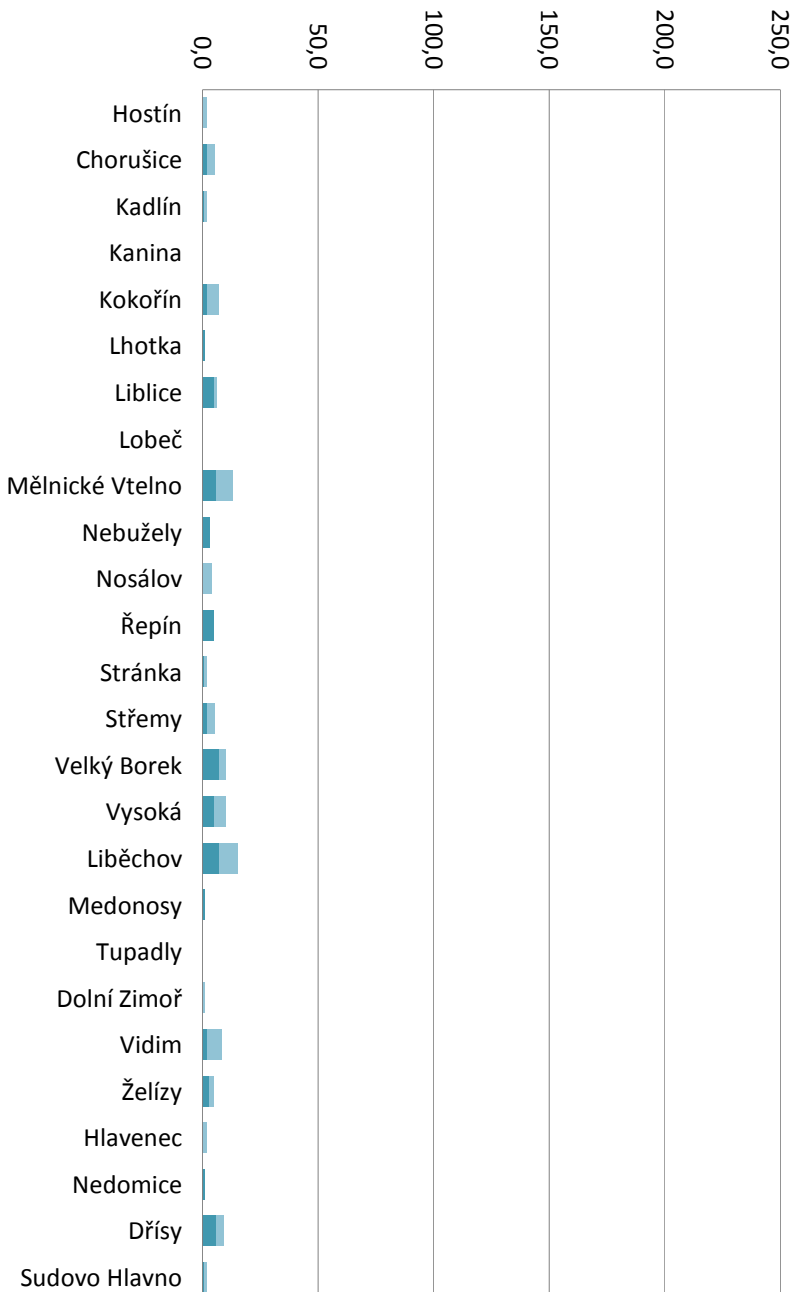 0,0
50,0
100,0
150,0
200,0
250,0
Hostín
Chorušice
Kadlín
Kanina
Kokořín
Lhotka
Liblice
Lobeč
Mělnické Vtelno
Nebužely
Nosálov
Řepín
Stránka
Střemy
Velký Borek
Vysoká
Liběchov
Medonosy
Tupadly
Dolní Zimoř
Vidim
Želízy
Hlavenec
Nedomice
Dřísy
Sudovo Hlavno